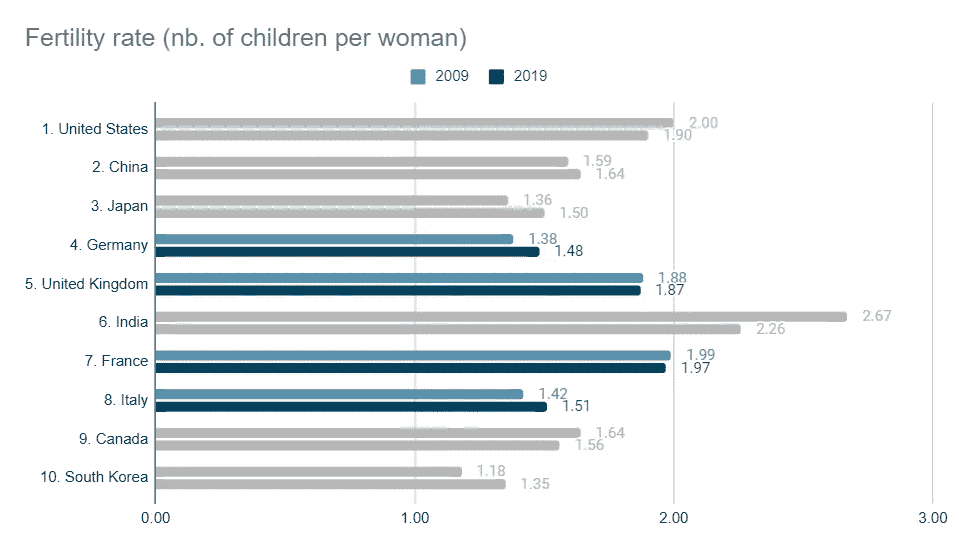 Fertility rate (nb. of children per woman)
2009 2019
1. United States 2.00
1.90
2. China 1.59
1.64
3. Japan 1.36
1.50
4. Germany 1.38
1.48
5. United Kingdom 1.88
1.87
6. India 2.67
2.26
7. France 1.99
1.97
8. Italy 1.42
1.51
9. Canada 1.64
1.56
10. South Korea 1.18
1.35
0.00 1.00 2.00 3.00